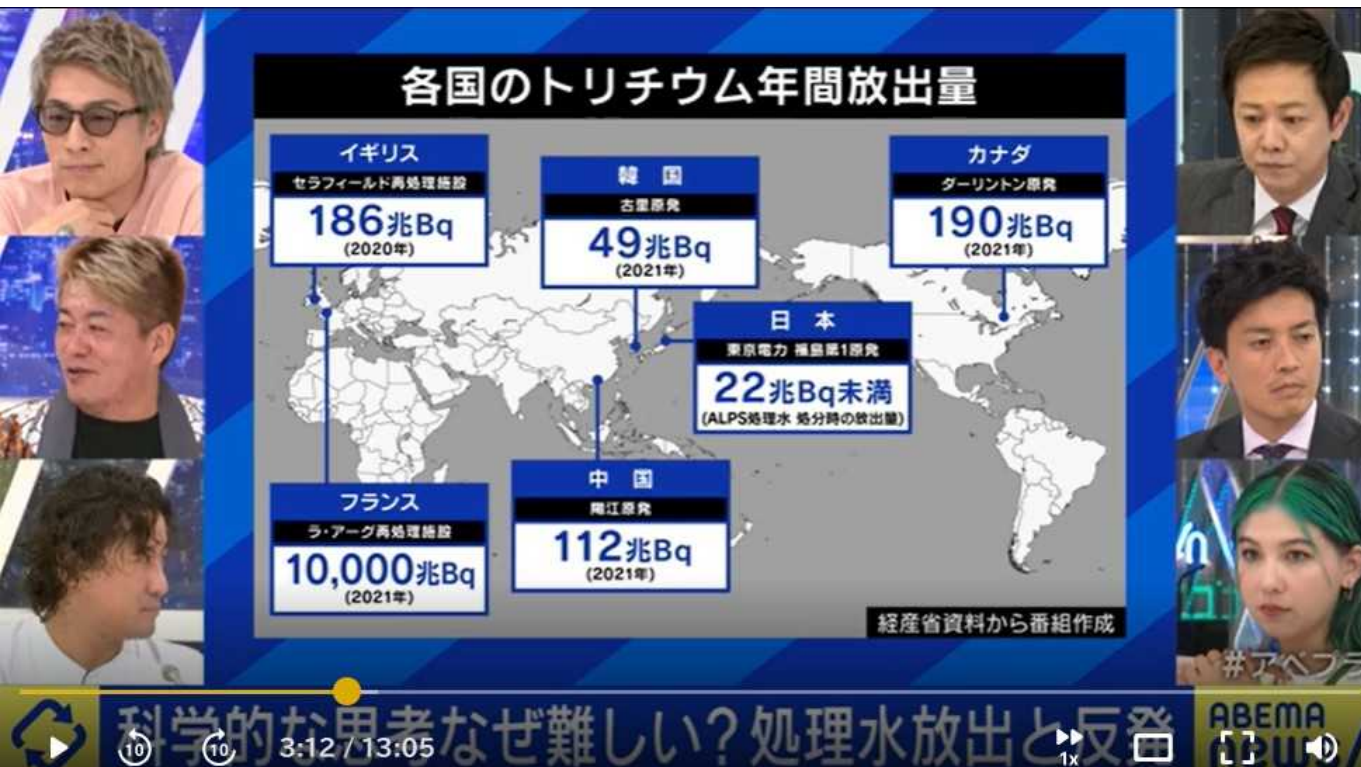 各国のトリチウム年間放出量
イギリス
セラフィールド再処理施設
186兆Bq
(2020年)
韓 国
古里原発
49兆Bq
(2021年)
カナダ
ダーリントン原発
190兆Bq
(2021年)
日 本
東京電力 福島第1原発
22兆Bq未満
(ALPS処理水 処分時の放出量)
フランス
ラ・アーグ再処理施設
10,000兆Bq
(2021年)
中 国
陽江原発
112兆Bq
(2021年)
経産省資料から番組作成
#アベプラ
科学的な思考なぜ難しい?処理水放出と反発
ABEMA
NEWS
10
10
3:12 / 13:05
1x